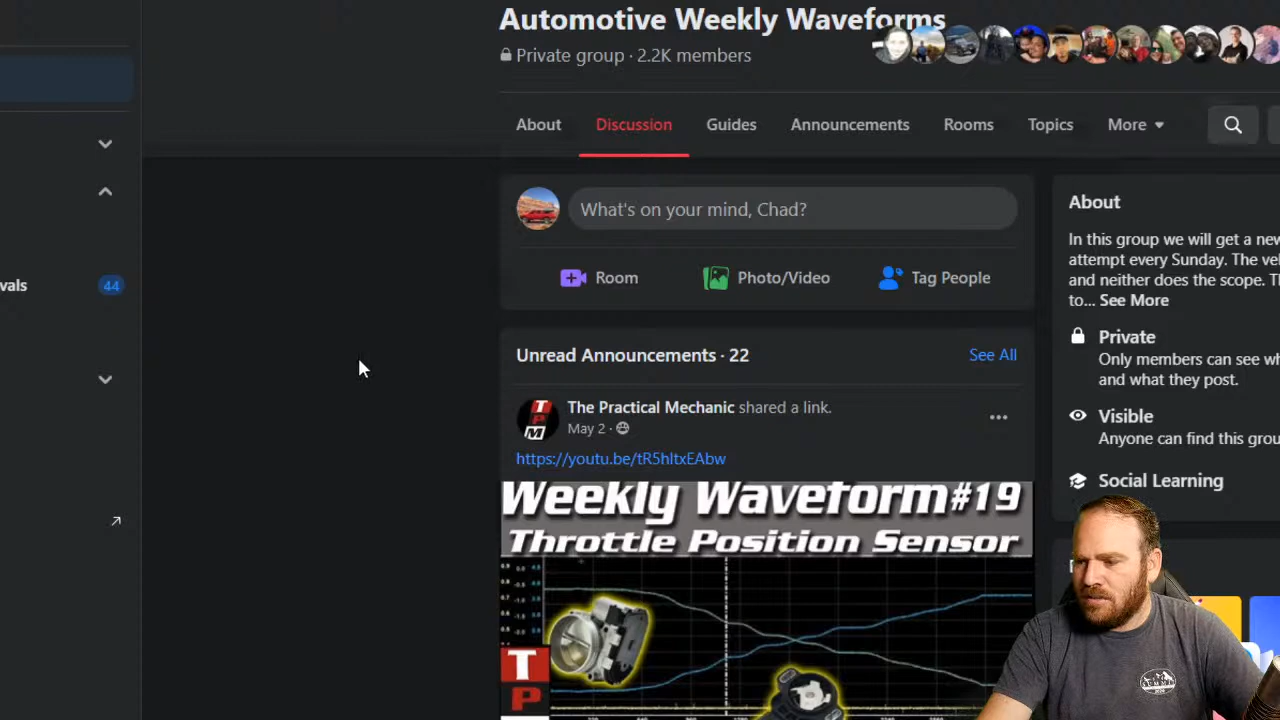 Automotive Weekly Waveforms
Private group · 2.2K members
About
Discussion
Guides
Announcements
Rooms
Topics
More
What's on your mind, Chad?
Room
Photo/Video
Tag People
About
In this group we will get a new
attempt every Sunday. The
and neither does the scope.
to... See More
Private
Only members can see
and what they post.
Visible
Anyone can find this
Social Learning
vals
44
Unread Announcements · 22
See All
The Practical Mechanic shared a link.
May 2 ·
https://youtu.be/tR5hltxEAbw
Weekly Waveform#19
Throttle Position Sensor
T
P
T
P
M